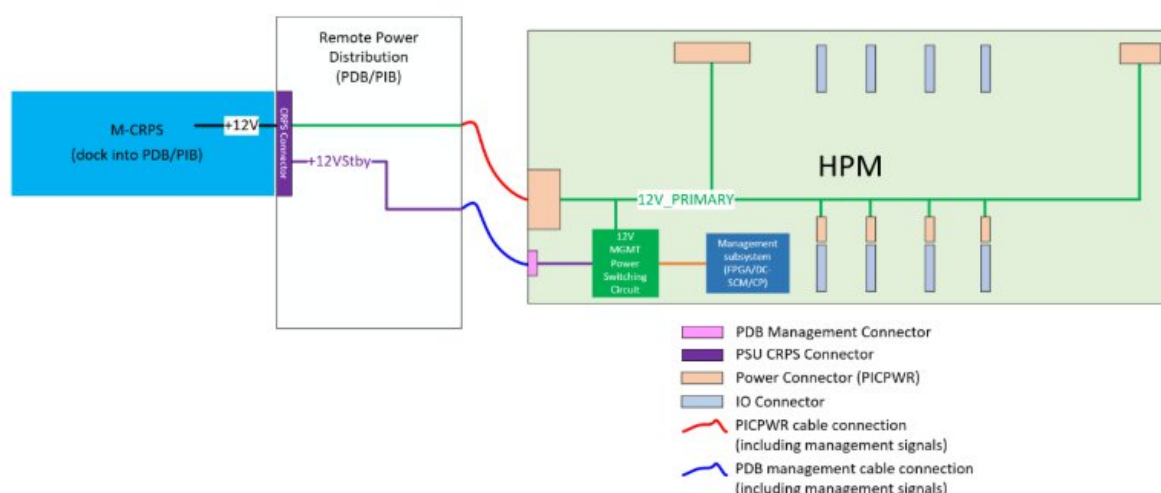 Remote Power
Distribution
(PDB/PIB)
M-CRPS
(dock into PDB/PIB)
+12V
CRPS Connector
+12VStby
HPM
12V_PRIMARY
12V
MGMT
Power
Switching
Circuit
Management
subsystem
(FPGA/DC-
SCM/CP)
PDB Management Connector
PSU CRPS Connector
Power Connector (PICPWR)
IO Connector
PICPWR cable connection
(including management signals)
PDB management cable connection
(including management signals)